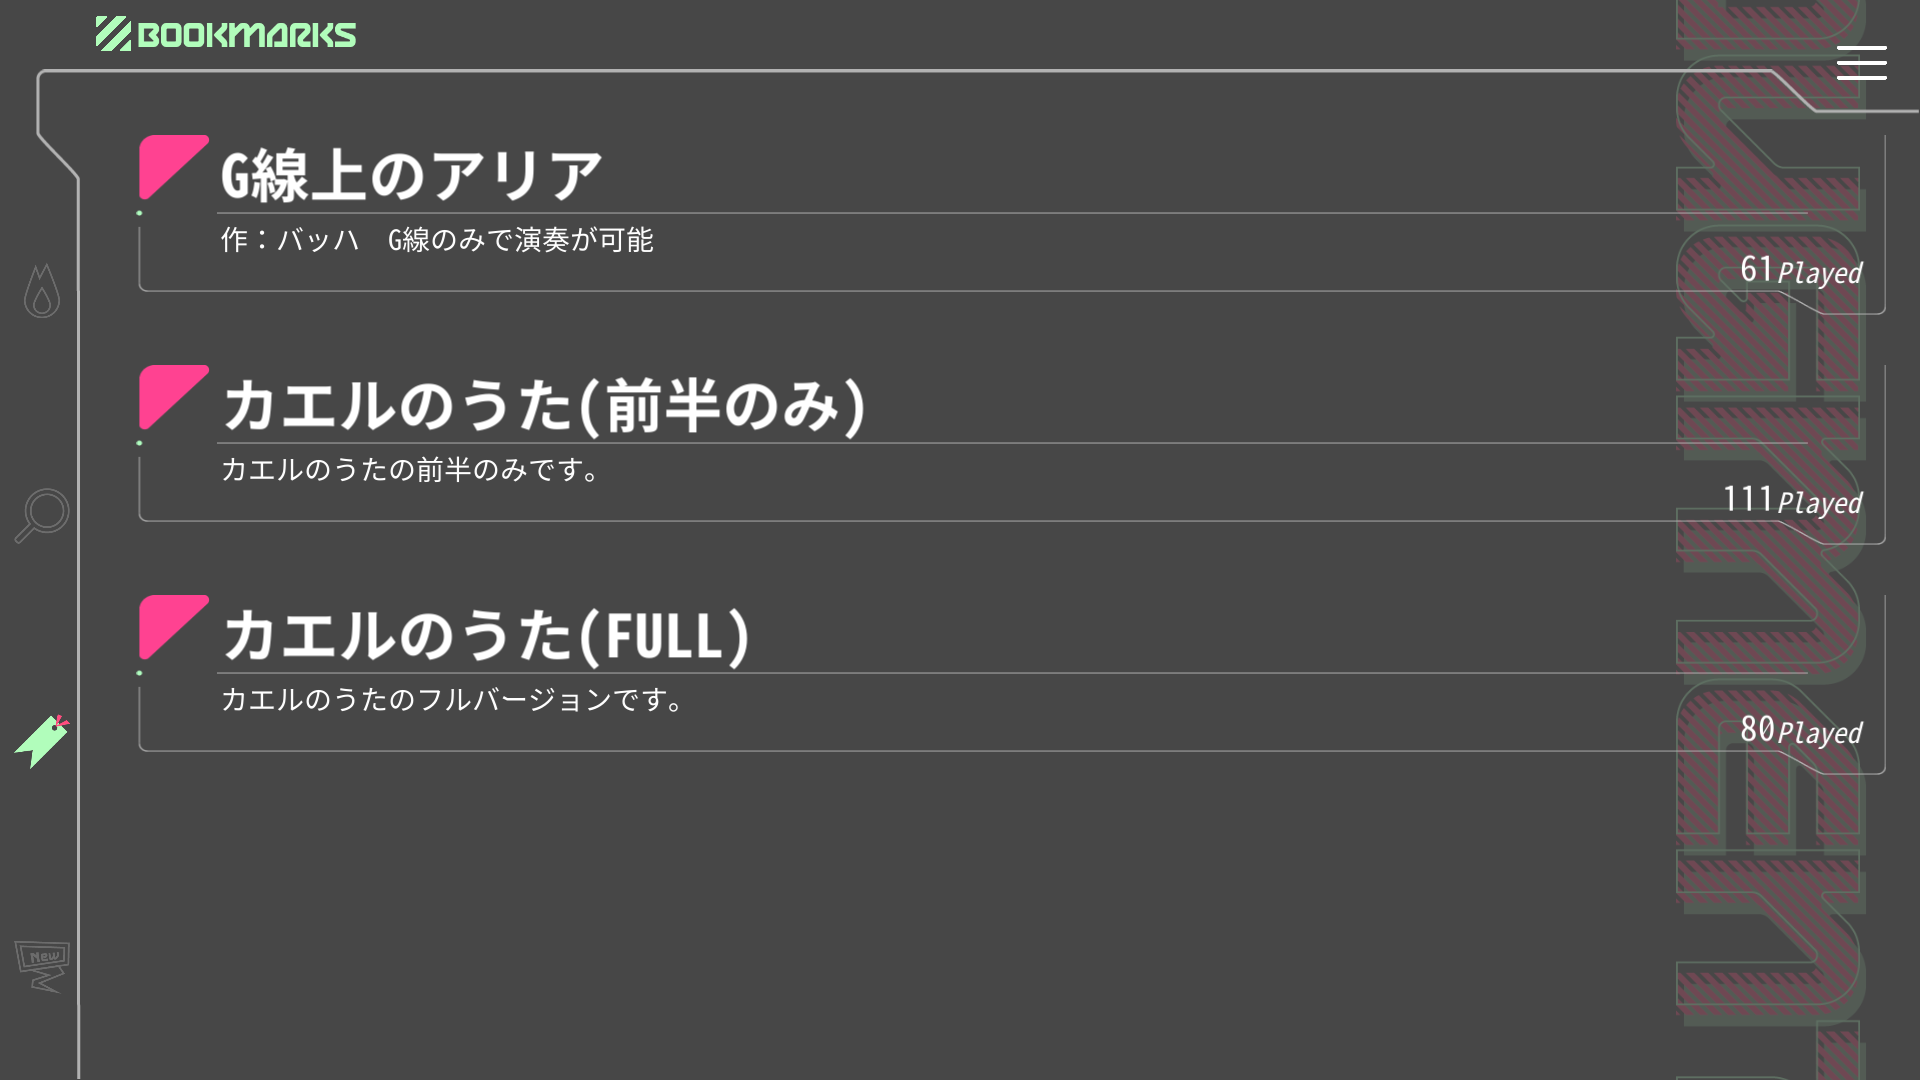 BOOKMARKS
G線上のアリア
作：バッハ　G線のみで演奏が可能
61 Played
カエルのうた(前半のみ)
カエルのうたの前半のみです。
111 Played
カエルのうた(FULL)
カエルのうたのフルバージョンです。
80 Played
New